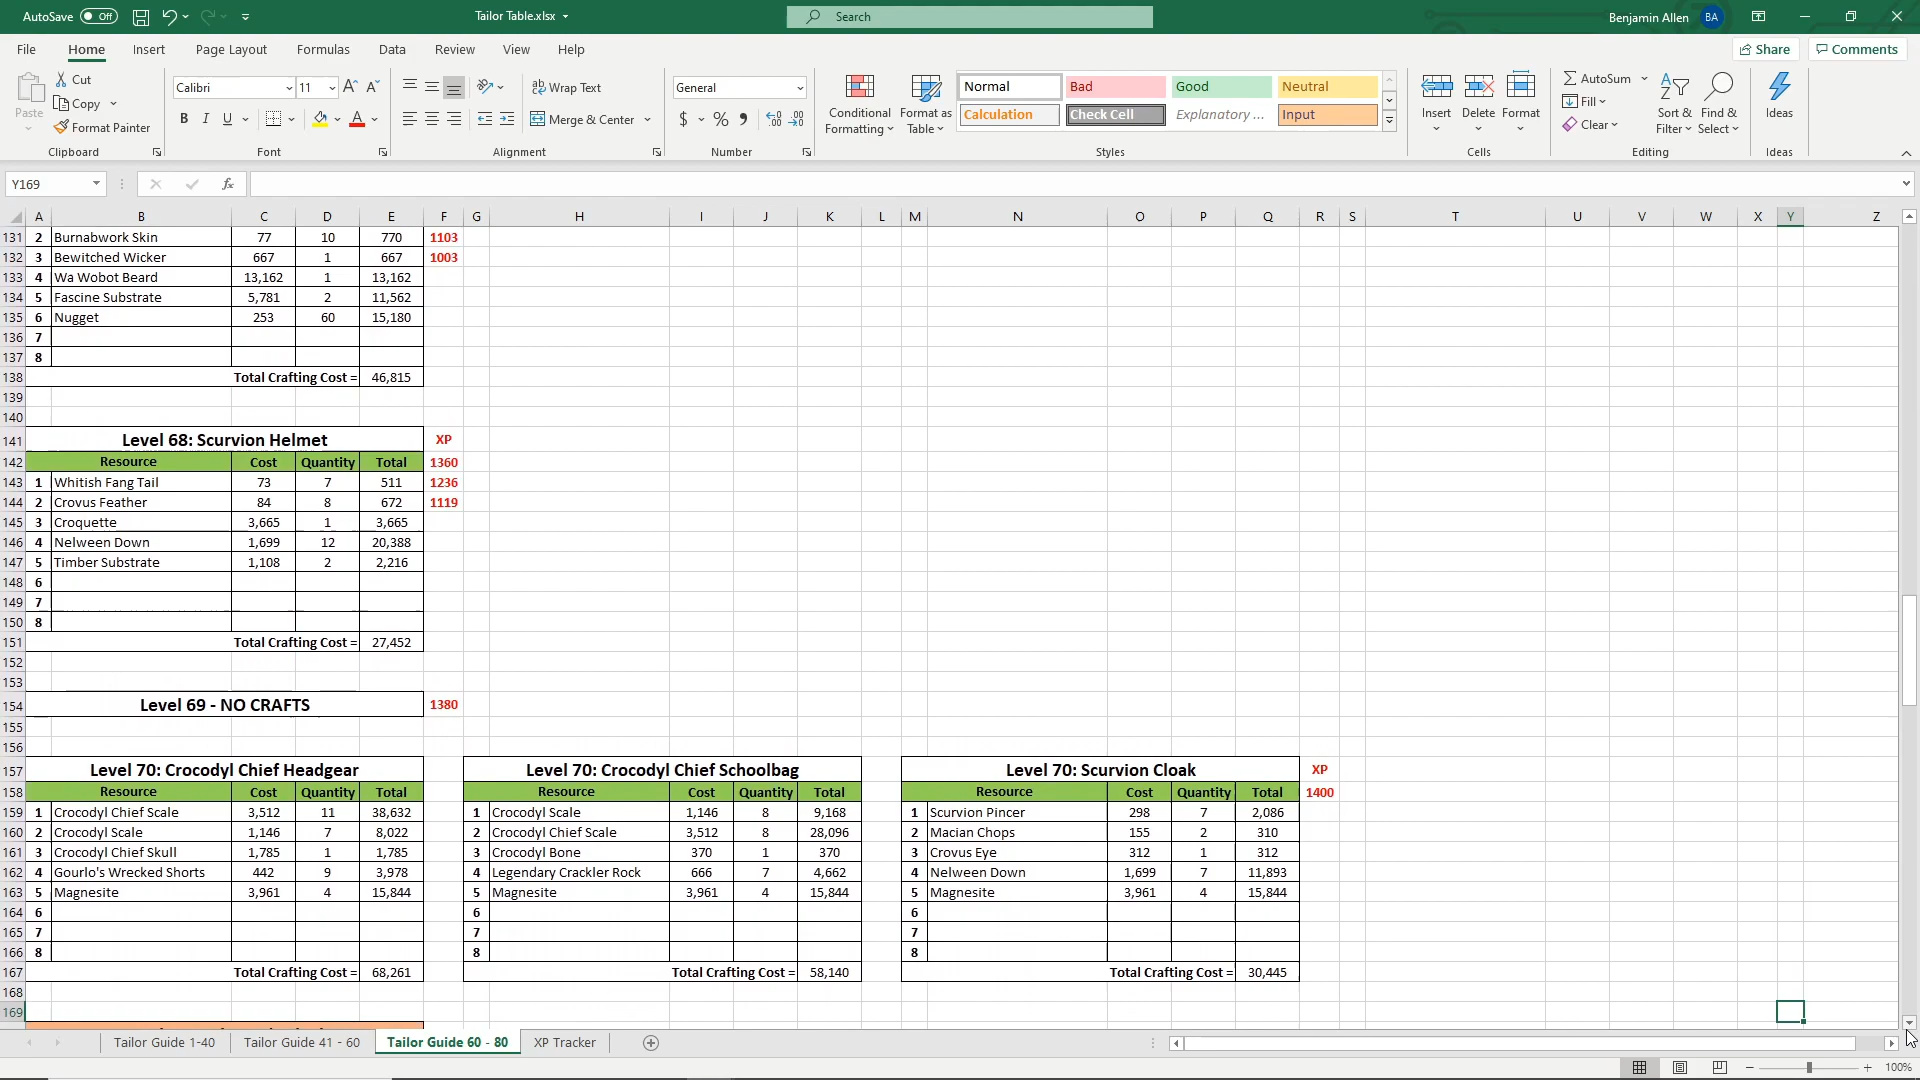 AutoSave Off Tailor Table.xlsx Search Benjamin Allen BA
File Home Insert Page Layout Formulas Data Review View Help Share Comments
Paste Cut Copy Format Painter Clipboard
Calibri 11 A A B I U A Font
Wrap Text Merge & Center Alignment
General $ % Number
Conditional Formatting Format as Table Normal Bad Good Neutral Calculation Check Cell Explanatory ... Input Styles
Insert Delete Format Cells
AutoSum Fill Clear Sort & Filter Find & Select Editing
Ideas Ideas
Y169 fx
A B C D E F G H I J K L M N O P Q R S T U V W X Y Z
131 2 Burnabwork Skin 77 10 770 1103
132 3 Bewitched Wicker 667 1 667 1003
133 4 Wa Wobot Beard 13,162 1 13,162
134 5 Fascine Substrate 5,781 2 11,562
135 6 Nugget 253 60 15,180
136 7
137 8
138 Total Crafting Cost = 46,815
139
140
141 Level 68: Scurvion Helmet XP
142 Resource Cost Quantity Total 1360
143 1 Whitish Fang Tail 73 7 511 1236
144 2 Crovus Feather 84 8 672 1119
145 3 Croquette 3,665 1 3,665
146 4 Nelween Down 1,699 12 20,388
147 5 Timber Substrate 1,108 2 2,216
148 6
149 7
150 8
151 Total Crafting Cost = 27,452
152
153
154 Level 69 - NO CRAFTS 1380
155
156
157 Level 70: Crocodyl Chief Headgear Level 70: Crocodyl Chief Schoolbag Level 70: Scurvion Cloak XP
158 Resource Cost Quantity Total Resource Cost Quantity Total Resource Cost Quantity Total 1400
159 1 Crocodyl Chief Scale 3,512 11 38,632 1 Crocodyl Scale 1,146 8 9,168 1 Scurvion Pincer 298 7 2,086
160 2 Crocodyl Scale 1,146 7 8,022 2 Crocodyl Chief Scale 3,512 8 28,096 2 Macian Chops 155 2 310
161 3 Crocodyl Chief Skull 1,785 1 1,785 3 Crocodyl Bone 370 1 370 3 Crovus Eye 312 1 312
162 4 Gourlo's Wrecked Shorts 442 9 3,978 4 Legendary Crackler Rock 666 7 4,662 4 Nelween Down 1,699 7 11,893
163 5 Magnesite 3,961 4 15,844 5 Magnesite 3,961 4 15,844 5 Magnesite 3,961 4 15,844
164 6 6 6
165 7 7 7
166 8 8 8
167 Total Crafting Cost = 68,261 Total Crafting Cost = 58,140 Total Crafting Cost = 30,445
168
169
Tailor Guide 1-40 Tailor Guide 41 - 60 Tailor Guide 60 - 80 XP Tracker
100%